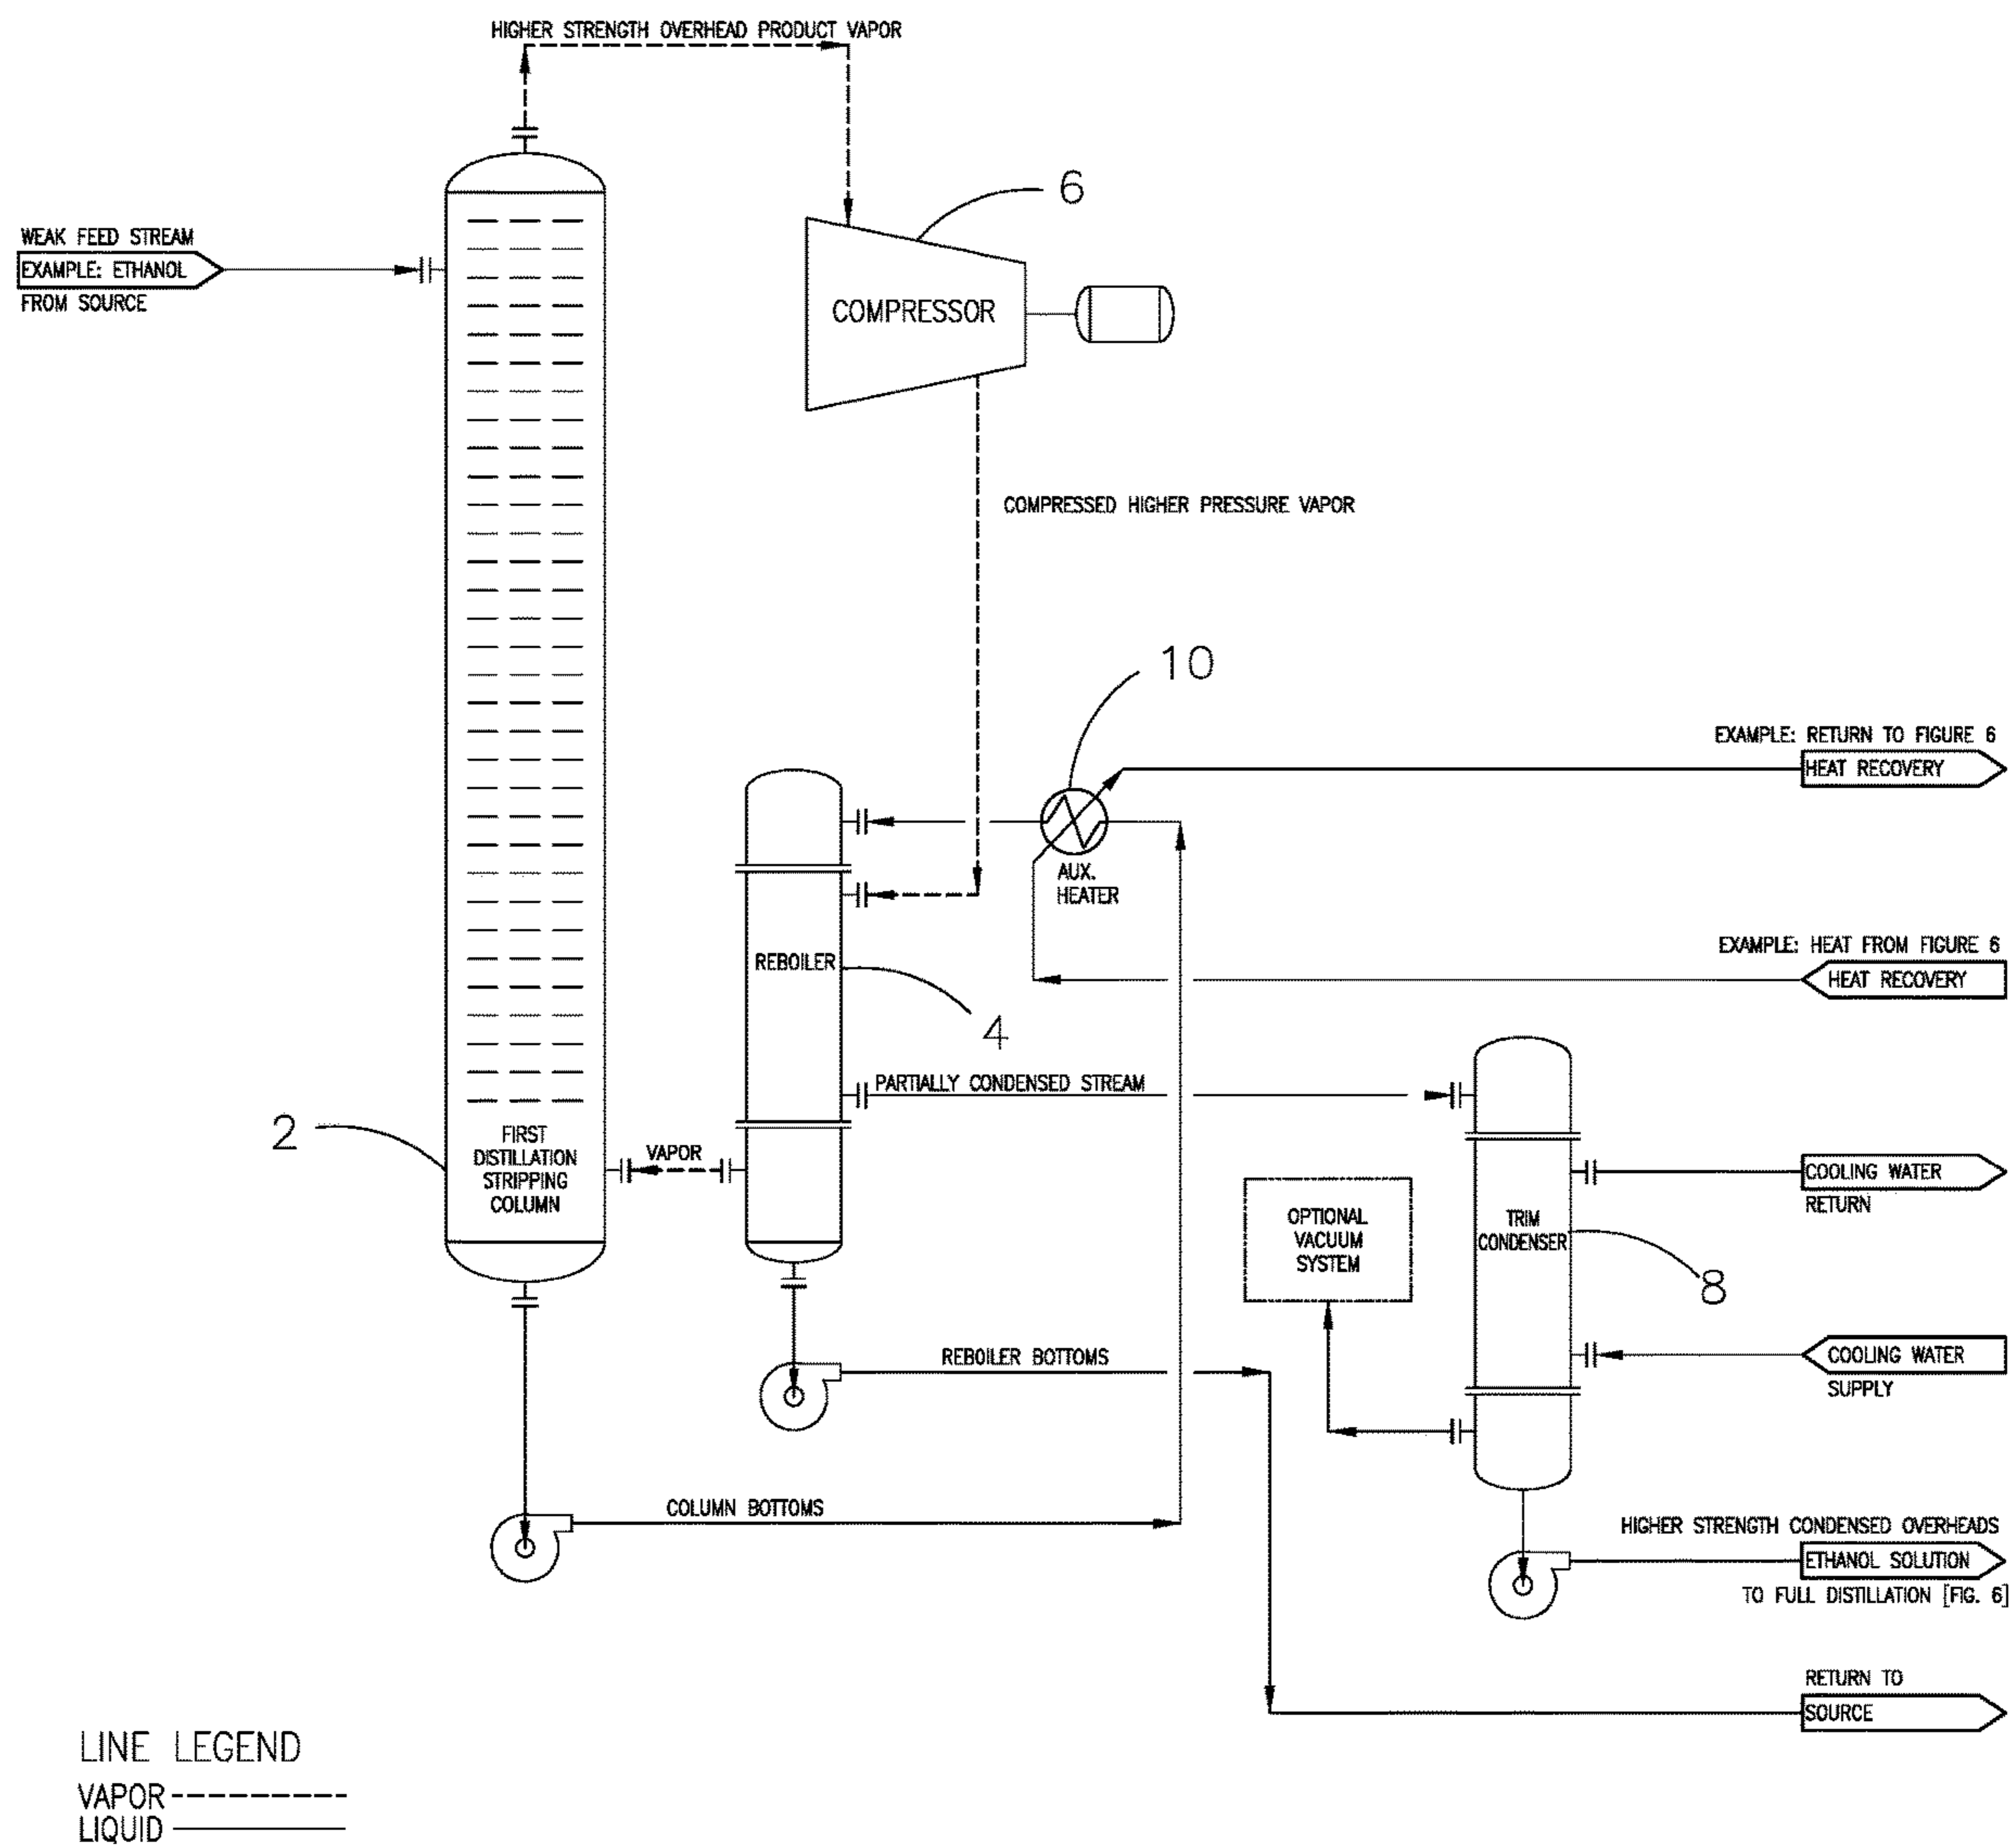 HIGHER STRENGTH OVERHEAD PRODUCT VAPOR
6
WEAK FEED STREAM
EXAMPLE: ETHANOL
FROM SOURCE
COMPRESSOR
COMPRESSED HIGHER PRESSURE VAPOR
10
EXAMPLE: RETURN TO FIGURE 6
HEAT RECOVERY
AUX.
HEATER
EXAMPLE: HEAT FROM FIGURE 6
HEAT RECOVERY
REBOILER
4
PARTIALLY CONDENSED STREAM
2
FIRST
DISTILLATION
STRIPPING
COLUMN
VAPOR
COOLING WATER
RETURN
OPTIONAL
VACUUM
SYSTEM
TRIM
CONDENSER
8
REBOILER BOTTOMS
COOLING WATER
SUPPLY
COLUMN BOTTOMS
HIGHER STRENGTH CONDENSED OVERHEADS
ETHANOL SOLUTION
TO FULL DISTILLATION [FIG. 6]
RETURN TO
SOURCE
LINE LEGEND
VAPOR
LIQUID